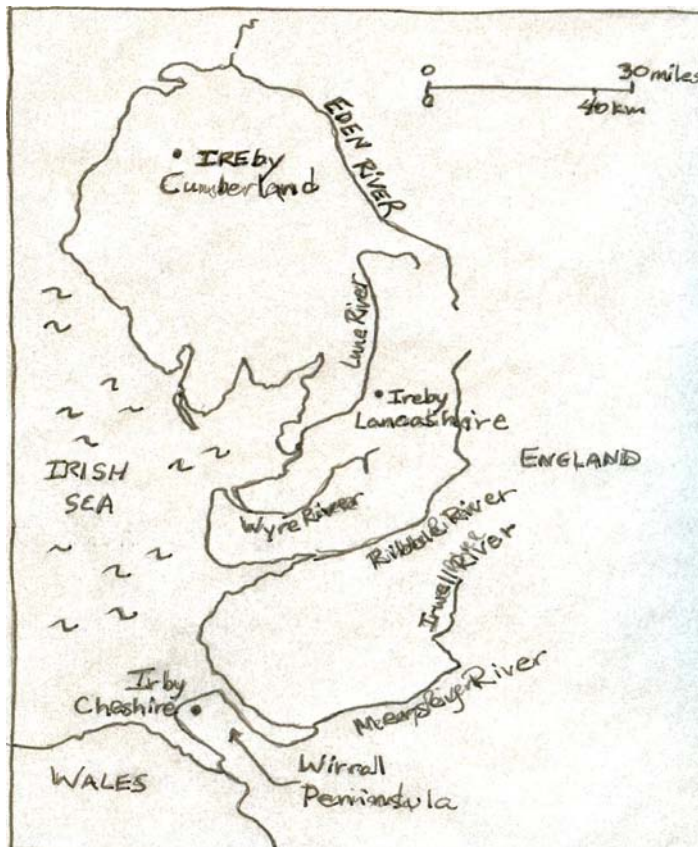 0 30 miles
0 40 km
EDEN RIVER
IREby
Cumberland
Lune River
Ireby
Lancashire
IRISH
SEA
ENGLAND
Wyre River
Ribble River
Irwell River
Irby
Cheshire
River
Wirral
Peninsula
WALES